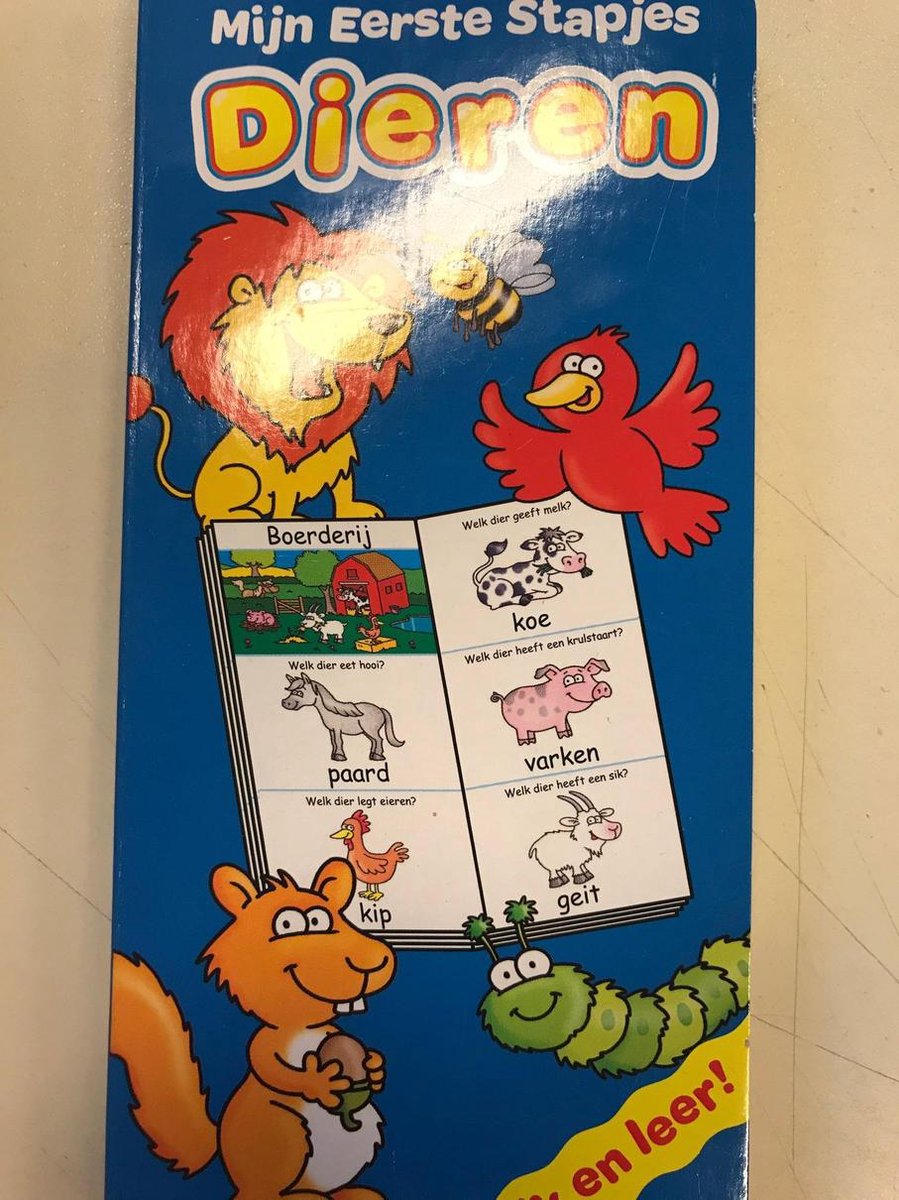 Mijn Eerste Stapjes
Dieren
Boerderij
Welk dier eet hooi?
paard
Welk dier legt eieren?
kip
Welk dier geeft melk?
koe
Welk dier heeft een krulstaart?
varken
Welk dier heeft een sik?
geit
en leer!